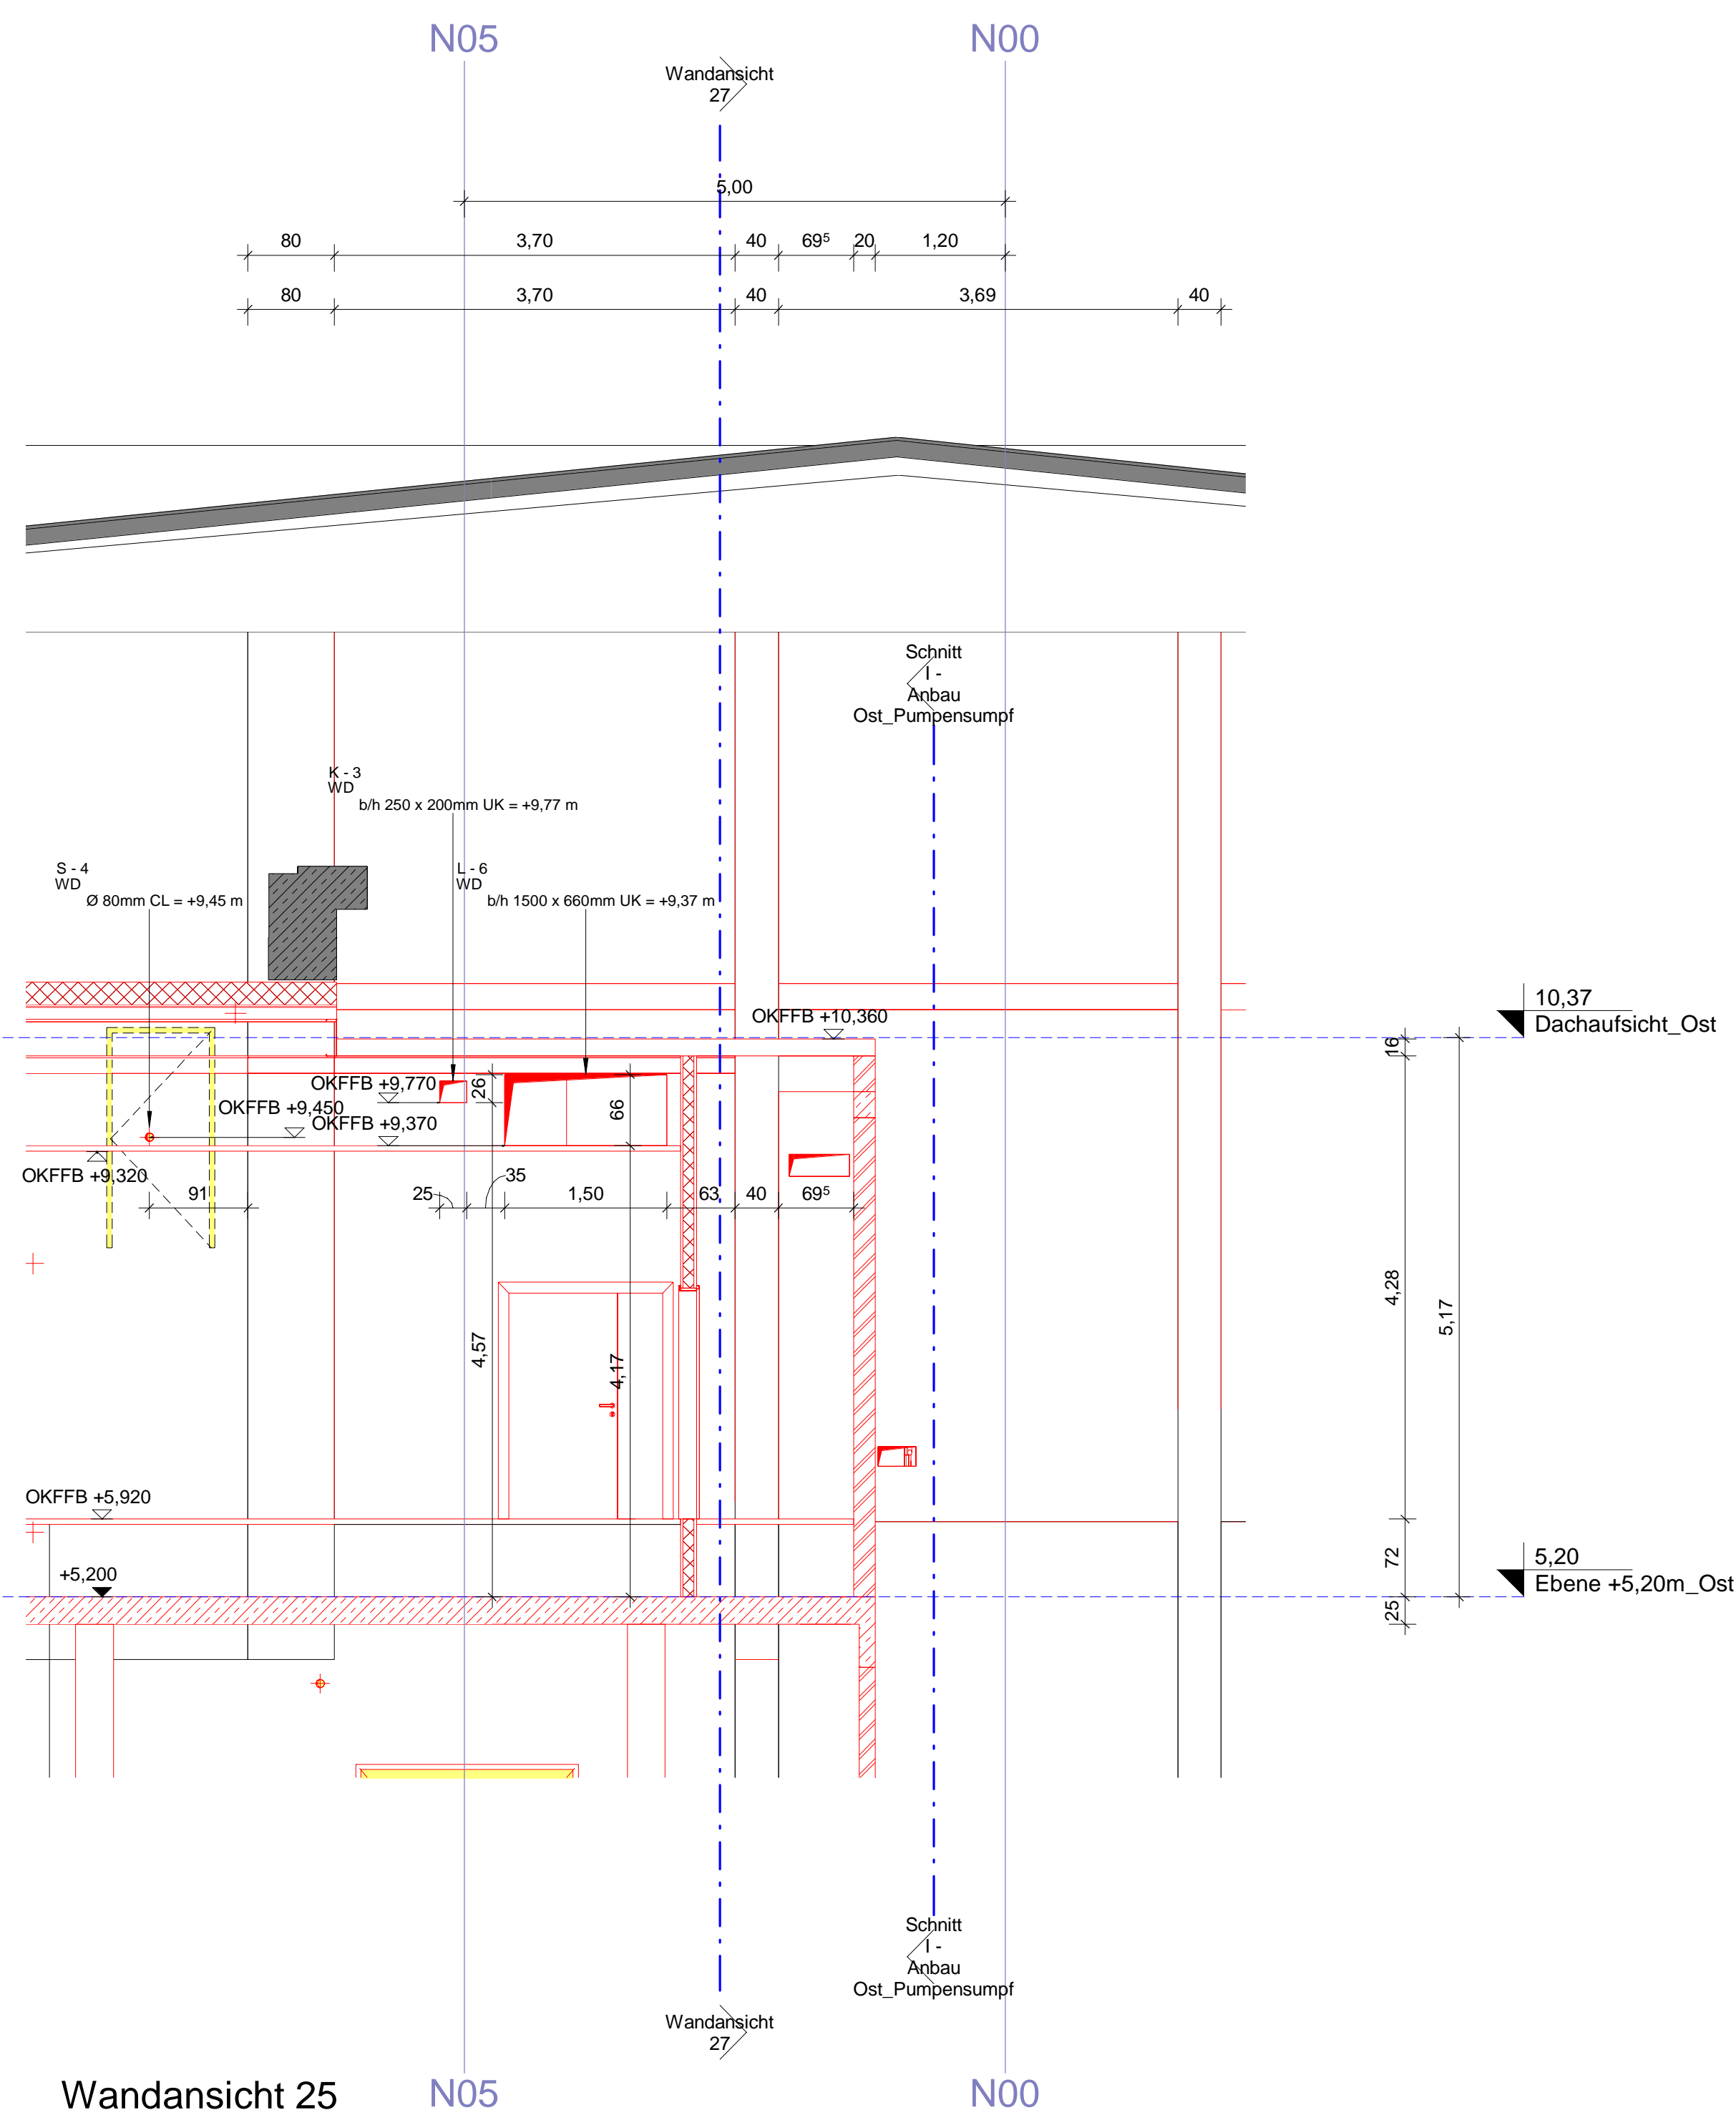 N05
N00
Wandansicht
27
5,00
80
3,70
40
69⁵
20
1,20
80
3,70
40
3,69
40
Schnitt
I -
Anbau
Ost_Pumpensumpf
K - 3
WD
b/h 250 x 200mm UK = +9,77 m
S - 4
WD
Ø 80mm CL = +9,45 m
L - 6
WD
b/h 1500 x 660mm UK = +9,37 m
10,37
Dachaufsicht_Ost
OKFFB +10,360
16
OKFFB +9,770
26
66
OKFFB +9,450
OKFFB +9,370
OKFFB +9,320
91
25
35
1,50
63
40
69⁵
4,28
5,17
4,57
4,17
OKFFB +5,920
72
+5,200
5,20
Ebene +5,20m_Ost
25
Schnitt
I -
Anbau
Ost_Pumpensumpf
Wandansicht
27
Wandansicht 25
N05
N00